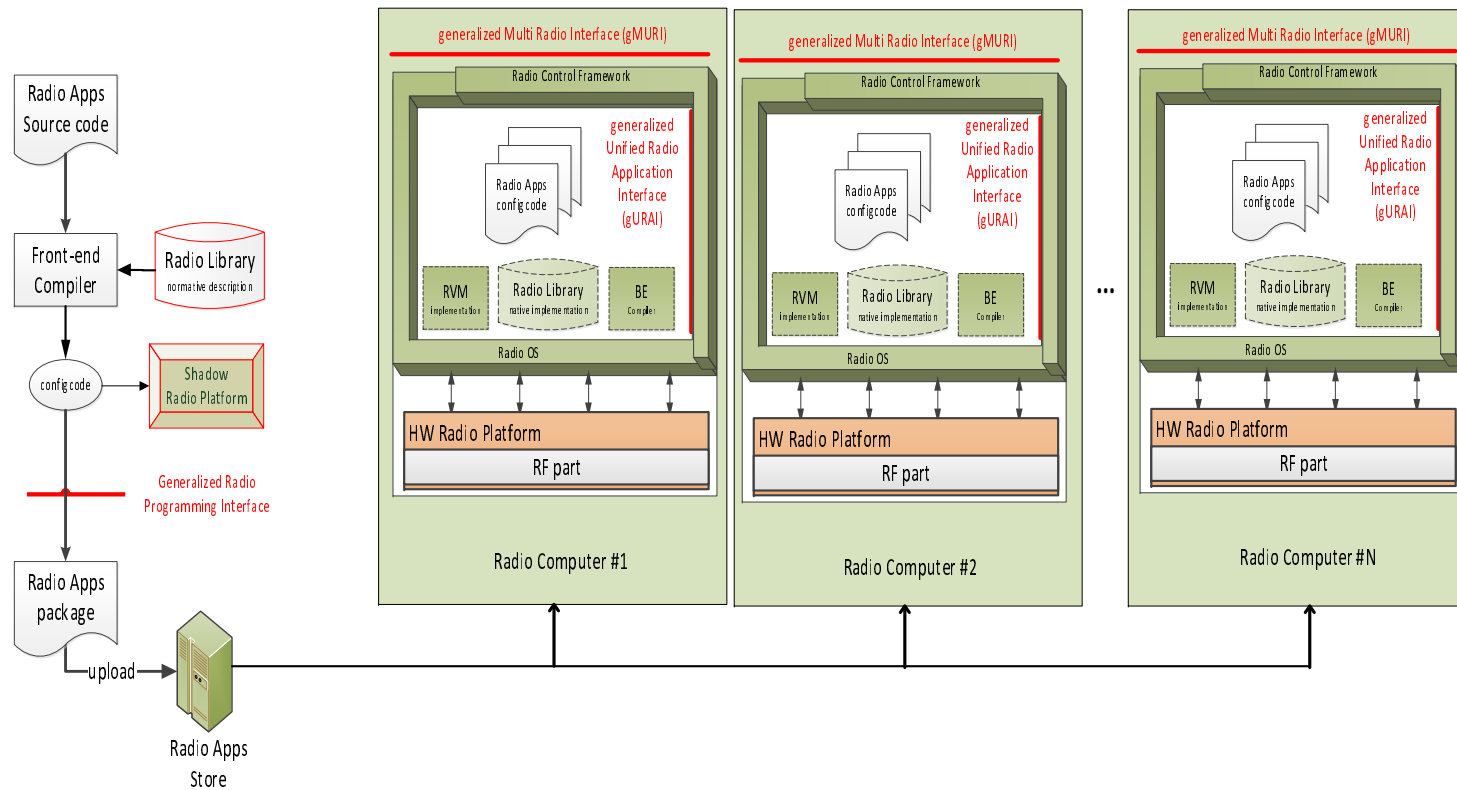 Radio Apps
Source code
Front-end
Compiler
Radio Library
normative description
configcode
Shadow
Radio Platform
Generalized Radio
Programming Interface
Radio Apps
package
upload
Radio Apps
Store
generalized Multi Radio Interface (gMURI)
Radio Control Framework
generalized
Unified Radio
Application
Interface
(gURAI)
Radio Apps
configcode
RVM
implementation
Radio Library
native implementation
BE
Compiler
Radio OS
HW Radio Platform
RF part
Radio Computer #1
generalized Multi Radio Interface (gMURI)
Radio Control Framework
generalized
Unified Radio
Application
Interface
(gURAI)
Radio Apps
configcode
RVM
implementation
Radio Library
native implementation
BE
Compiler
Radio OS
HW Radio Platform
RF part
Radio Computer #2
...
generalized Multi Radio Interface (gMURI)
Radio Control Framework
generalized
Unified Radio
Application
Interface
(gURAI)
Radio Apps
configcode
RVM
implementation
Radio Library
native implementation
BE
Compiler
Radio OS
HW Radio Platform
RF part
Radio Computer #N